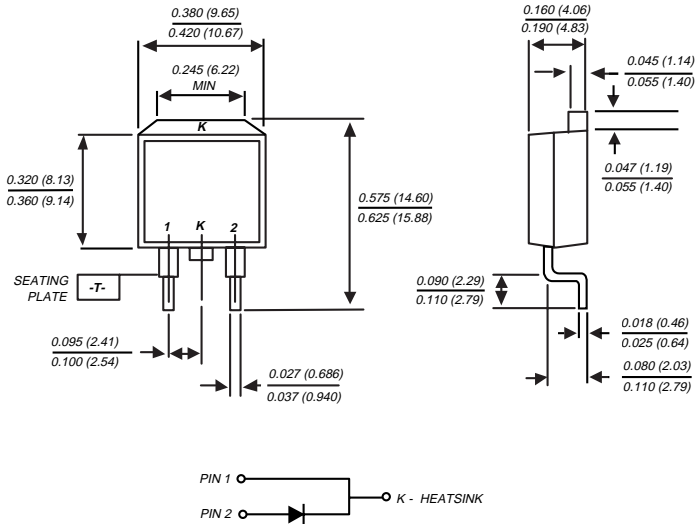 0.380 (9.65)
0.420 (10.67)
0.245 (6.22)
MIN
K
0.320 (8.13)
0.360 (9.14)
0.575 (14.60)
0.625 (15.88)
1 K 2
SEATING
PLATE
-T-
0.095 (2.41)
0.100 (2.54)
0.027 (0.686)
0.037 (0.940)
0.160 (4.06)
0.190 (4.83)
0.045 (1.14)
0.055 (1.40)
0.047 (1.19)
0.055 (1.40)
0.090 (2.29)
0.110 (2.79)
0.018 (0.46)
0.025 (0.64)
0.080 (2.03)
0.110 (2.79)
PIN 1
PIN 2
K - HEATSINK